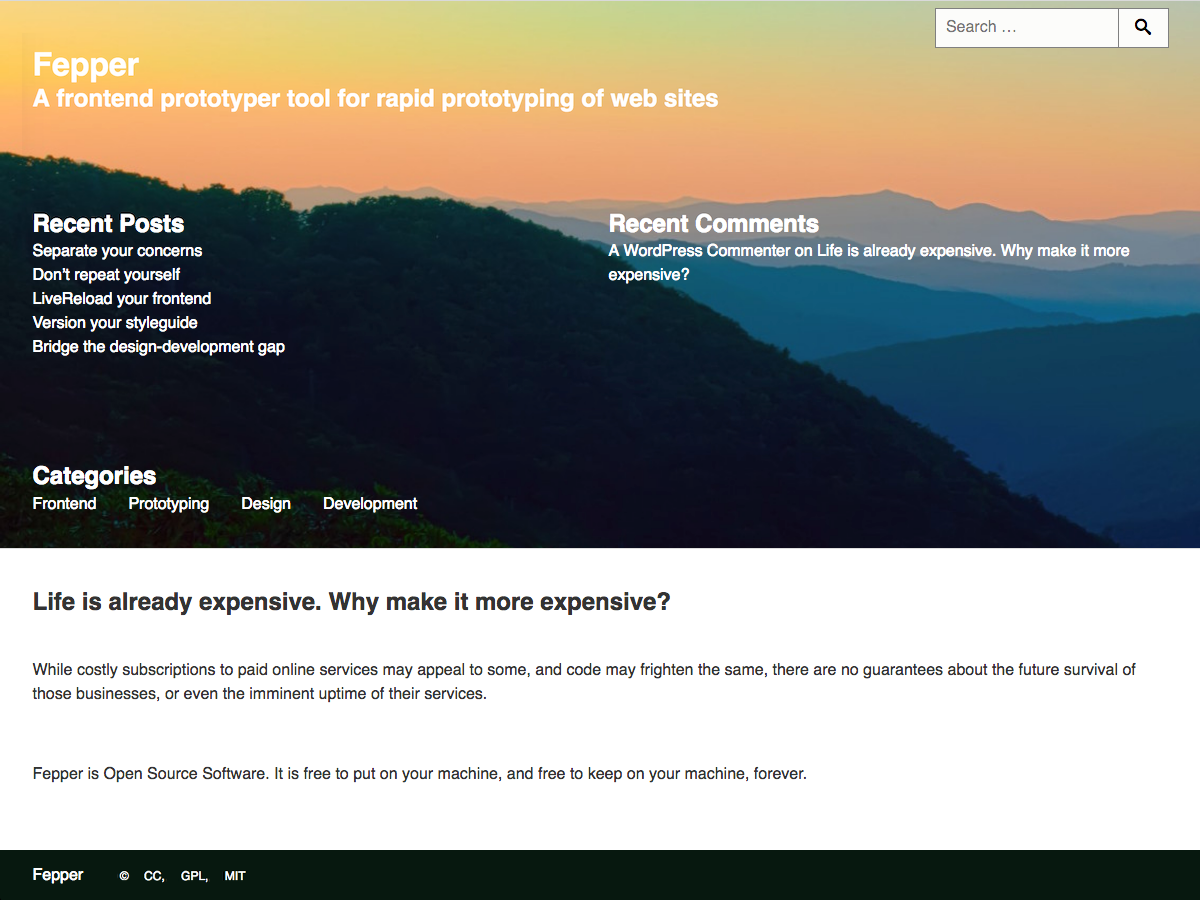 Search …
Fepper
A frontend prototyper tool for rapid prototyping of web sites
Recent Posts
Separate your concerns
Don’t repeat yourself
LiveReload your frontend
Version your styleguide
Bridge the design-development gap
Recent Comments
A WordPress Commenter on Life is already expensive. Why make it more
expensive?
Categories
Frontend Prototyping Design Development
Life is already expensive. Why make it more expensive?
While costly subscriptions to paid online services may appeal to some, and code may frighten the same, there are no guarantees about the future survival of
those businesses, or even the imminent uptime of their services.
Fepper is Open Source Software. It is free to put on your machine, and free to keep on your machine, forever.
Fepper © CC, GPL, MIT